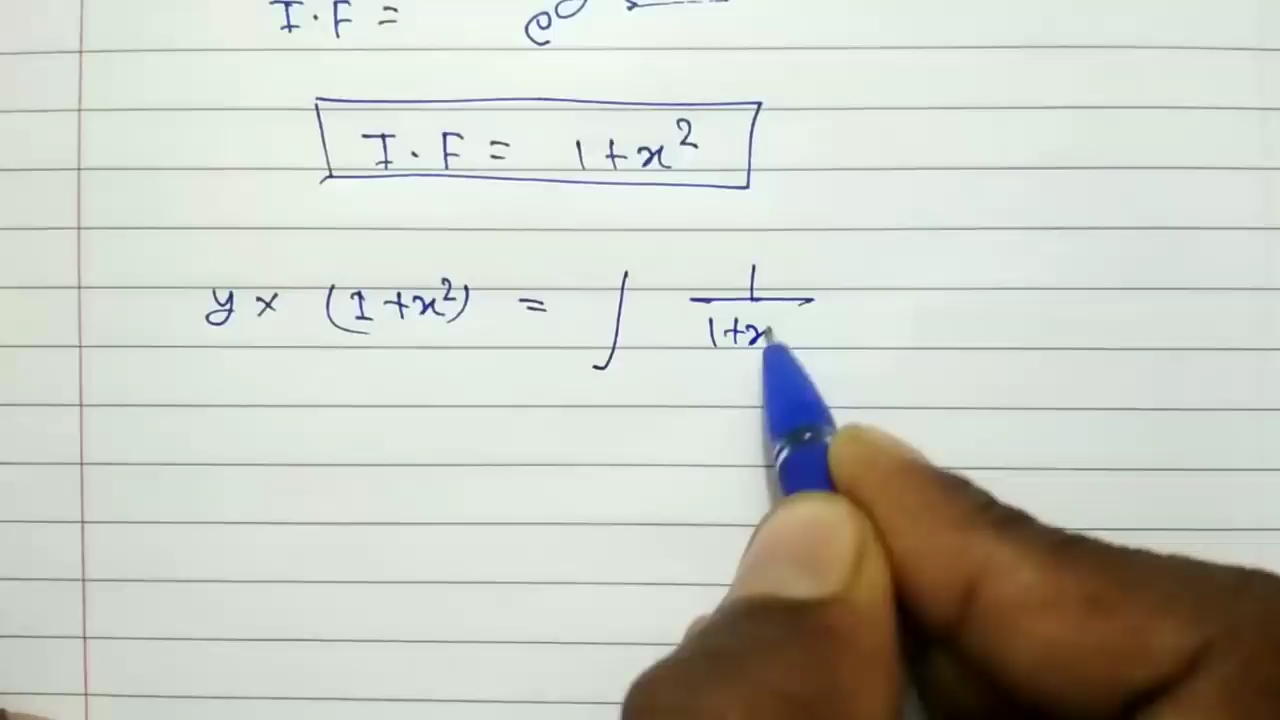 I.F = e
I.F = 1+x²
y × (1+x²) = ∫ 1/1+x